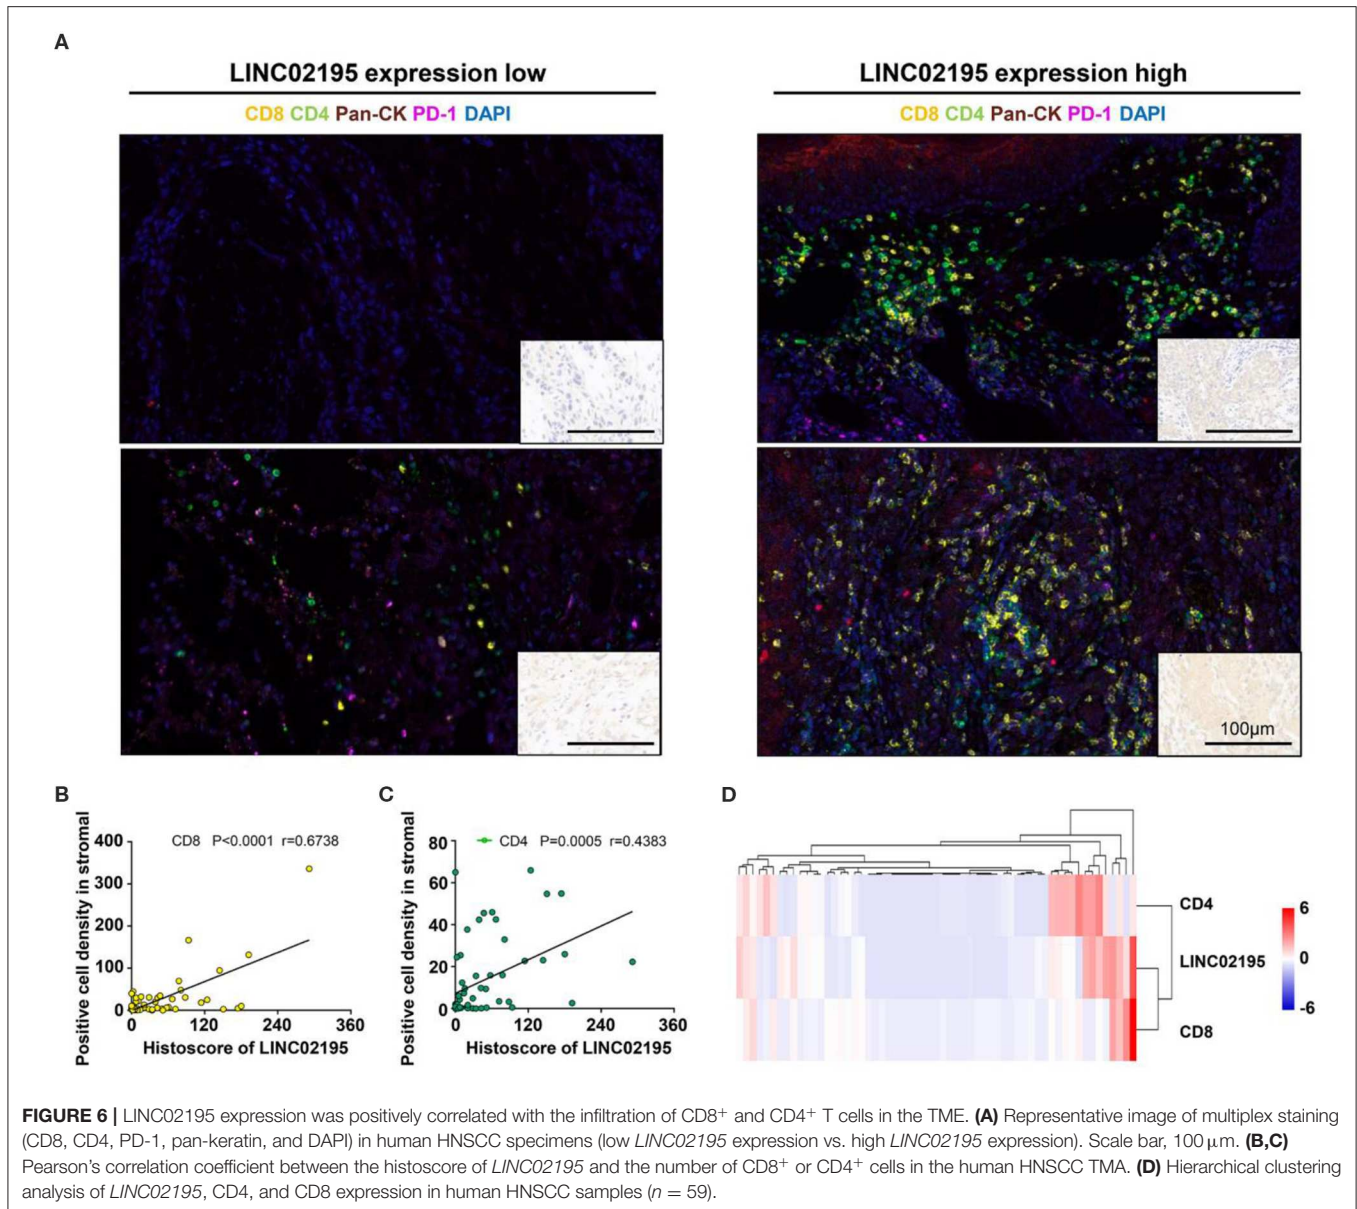 A
LINC02195 expression low
LINC02195 expression high
CD8 CD4 Pan-CK PD-1 DAPI
CD8 CD4 Pan-CK PD-1 DAPI
100μm
B
Positive cell density in stromal
CD8 P<0.0001 r=0.6738
400
300
200
100
0
0 120 240 360
Histoscore of LINC02195
C
Positive cell density in stromal
CD4 P=0.0005 r=0.4383
80
60
40
20
0
0 120 240 360
Histoscore of LINC02195
D
CD4
LINC02195
CD8
6
0
-6
FIGURE 6 | LINC02195 expression was positively correlated with the infiltration of CD8⁺ and CD4⁺ T cells in the TME. (A) Representative image of multiplex staining
(CD8, CD4, PD-1, pan-keratin, and DAPI) in human HNSCC specimens (low LINC02195 expression vs. high LINC02195 expression). Scale bar, 100 μm. (B,C)
Pearson's correlation coefficient between the histoscore of LINC02195 and the number of CD8⁺ or CD4⁺ cells in the human HNSCC TMA. (D) Hierarchical clustering
analysis of LINC02195, CD4, and CD8 expression in human HNSCC samples (n = 59).